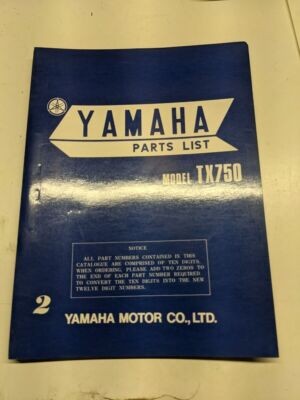 YAMAHA
PARTS LIST
MODEL TX750
NOTICE
ALL PART NUMBERS CONTAINED IN THIS
CATALOGUE ARE COMPRISED OF TEN DIGITS.
WHEN ORDERING, PLEASE ADD TWO ZEROS TO
THE END OF EACH PART NUMBER REQUIRED
TO CONVERT THE TEN DIGITS INTO THE NEW
TWELVE DIGIT NUMBERS.
2
YAMAHA MOTOR CO., LTD.